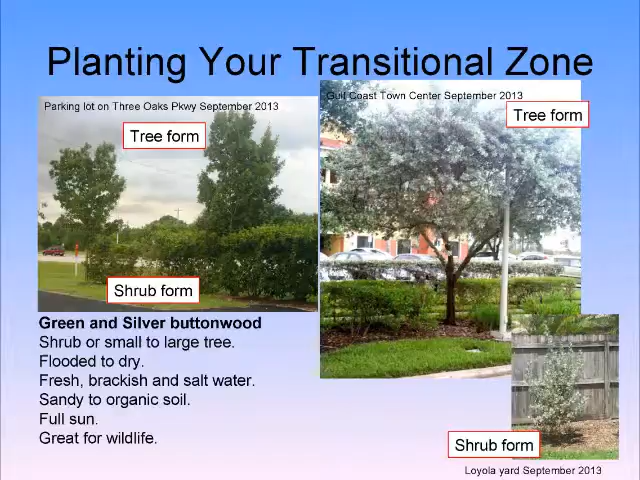 Planting Your Transitional Zone
Parking lot on Three Oaks Pkwy September 2013
Gulf Coast Town Center September 2013
Tree form
Tree form
Shrub form
Green and Silver buttonwood
Shrub or small to large tree.
Flooded to dry.
Fresh, brackish and salt water.
Sandy to organic soil.
Full sun.
Great for wildlife.
Shrub form
Loyola yard September 2013